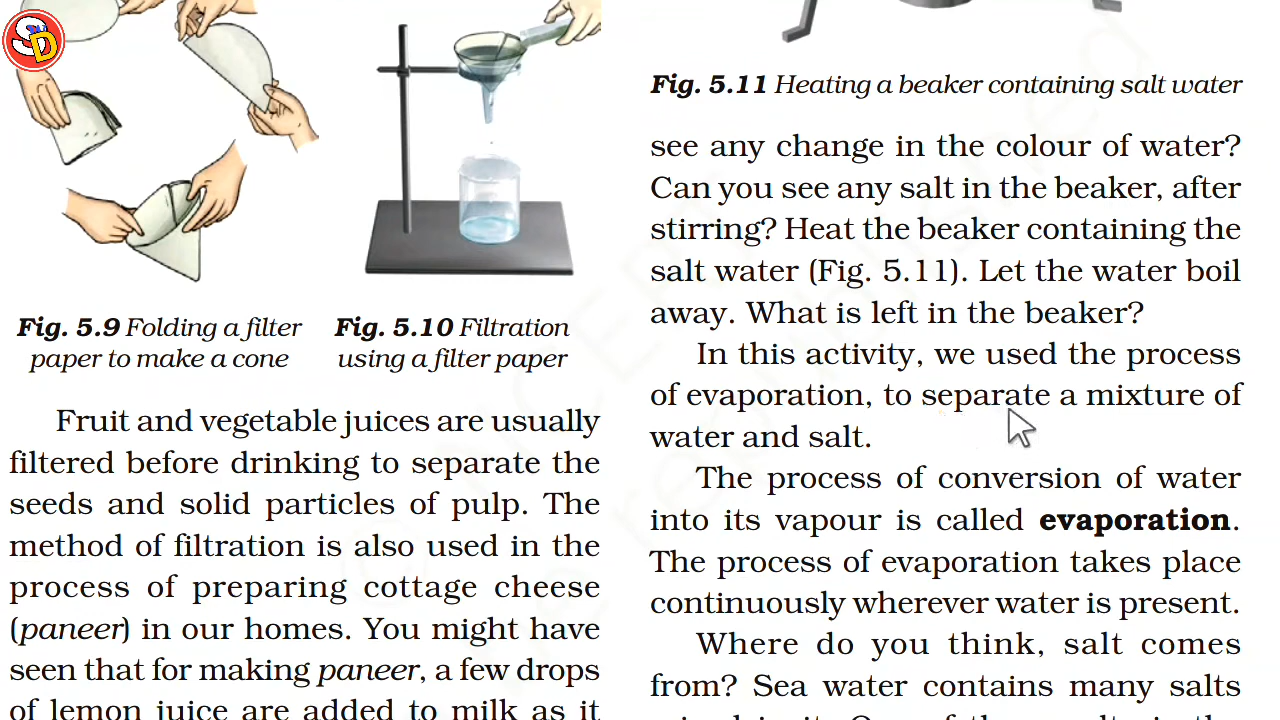 SD
Fig. 5.9 Folding a filter
paper to make a cone
Fig. 5.10 Filtration
using a filter paper
Fruit and vegetable juices are usually
filtered before drinking to separate the
seeds and solid particles of pulp. The
method of filtration is also used in the
process of preparing cottage cheese
(paneer) in our homes. You might have
seen that for making paneer, a few drops
of lemon juice are added to milk as it
Fig. 5.11 Heating a beaker containing salt water
see any change in the colour of water?
Can you see any salt in the beaker, after
stirring? Heat the beaker containing the
salt water (Fig. 5.11). Let the water boil
away. What is left in the beaker?
In this activity, we used the process
of evaporation, to separate a mixture of
water and salt.
The process of conversion of water
into its vapour is called evaporation.
The process of evaporation takes place
continuously wherever water is present.
Where do you think, salt comes
from? Sea water contains many salts